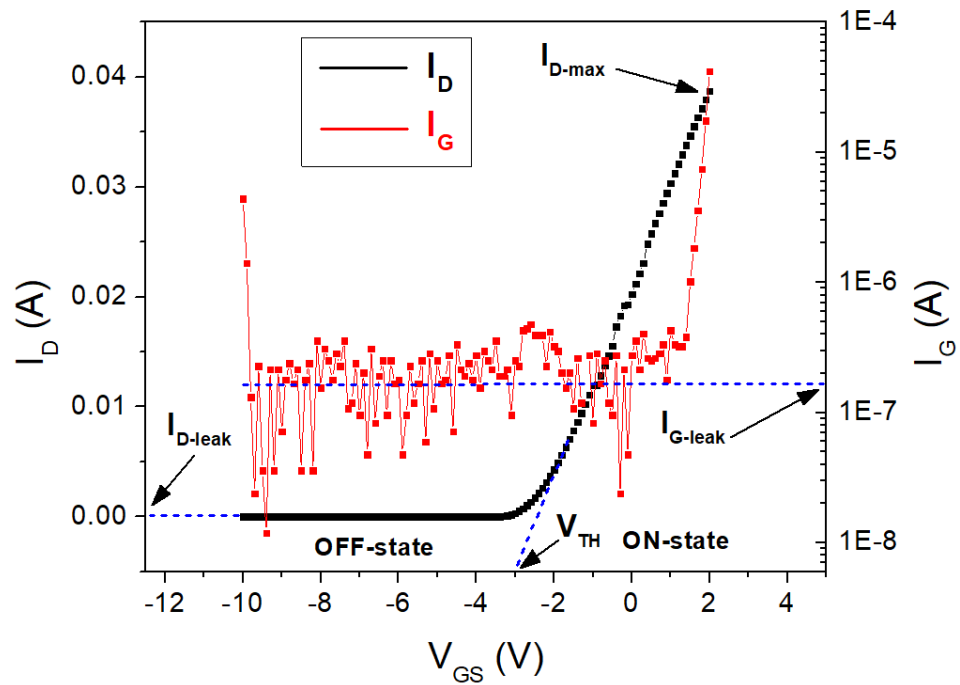 I_D
I_G
I_D-max
I_D-leak
I_G-leak
V_TH
OFF-state
ON-state
0.04
0.03
0.02
0.01
0.00
I_D (A)
1E-4
1E-5
1E-6
1E-7
1E-8
I_G (A)
-12 -10 -8 -6 -4 -2 0 2 4
V_GS (V)